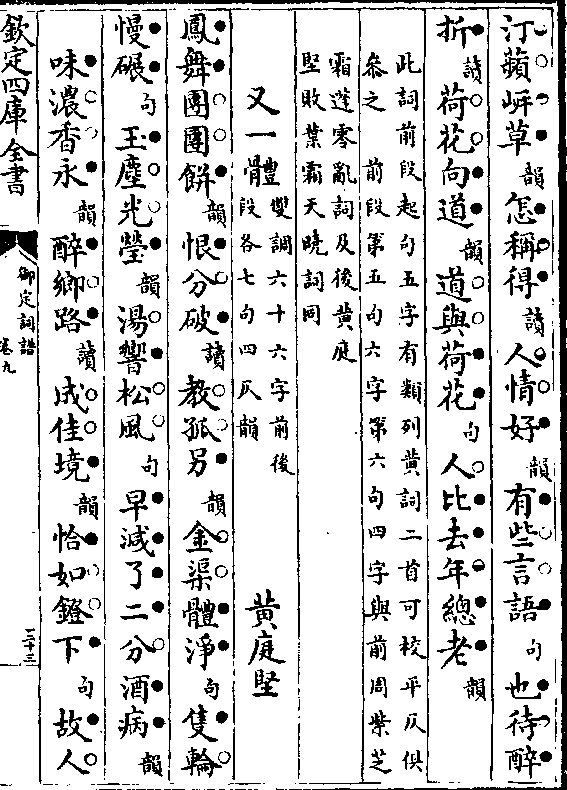 汀蘋岍草韻怎稱得讀人情好韻有些言語句也待醉
折讀荷花向道韻道與荷花句人比去年總老韻
此詞前段起句五字有類列黄詞二首可校平仄俱
叅之前段第五句六字第六句四字與前周紫芝
霜蓬零亂詞及後黄庭
堅敗葉霜天曉詞同
又一體雙調六十六字前後
段各七句四仄韻黄庭堅
鳳舞團團餅韻恨分破讀教孤另韻金渠體淨句隻輪
慢碾句玉塵光瑩韻湯響松風句早減了二分酒病韻
味濃香永韻醉鄉路讀成佳境韻恰如鐙下句故人
欽定四庫全書
御定詞譜
卷九
三十三